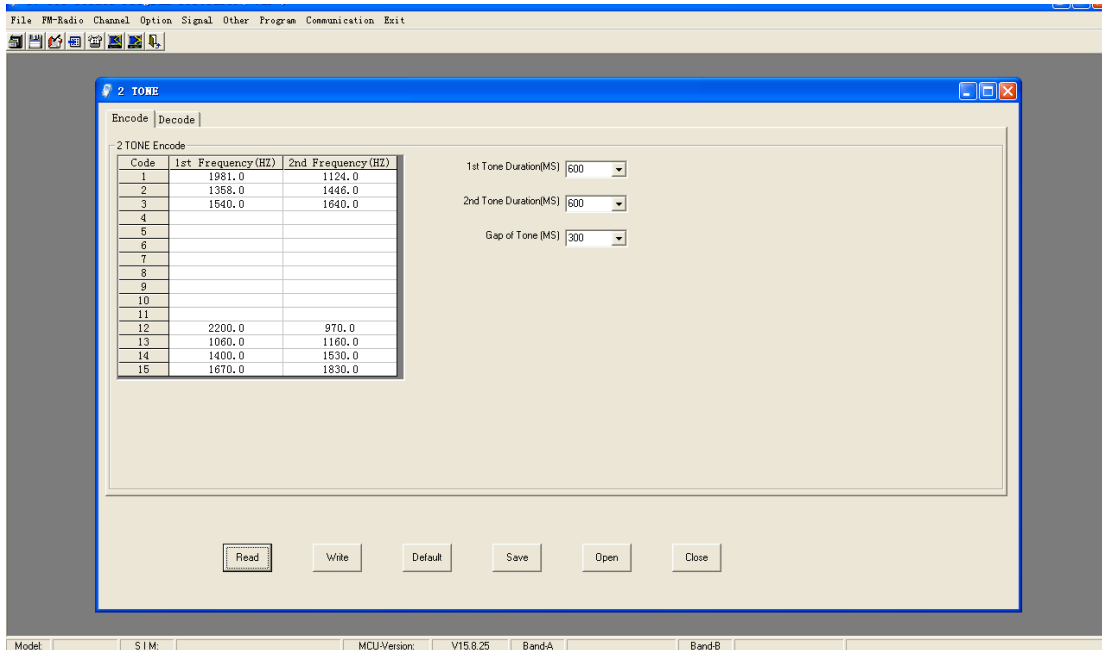 File FM-Radio Channel Option Signal Other Program Communication Exit
2 TONE
Encode Decode
2 TONE Encode
Code 1st Frequency(HZ) 2nd Frequency(HZ)
1 1981.0 1124.0
2 1358.0 1446.0
3 1540.0 1640.0
4
5
6
7
8
9
10
11
12 2200.0 970.0
13 1060.0 1160.0
14 1400.0 1530.0
15 1670.0 1830.0
1st Tone Duration(MS) 600
2nd Tone Duration(MS) 600
Gap of Tone (MS) 300
Read Write Default Save Open Close
Model: S I M: MCU-Version: V15.8.25 Band-A Band-B